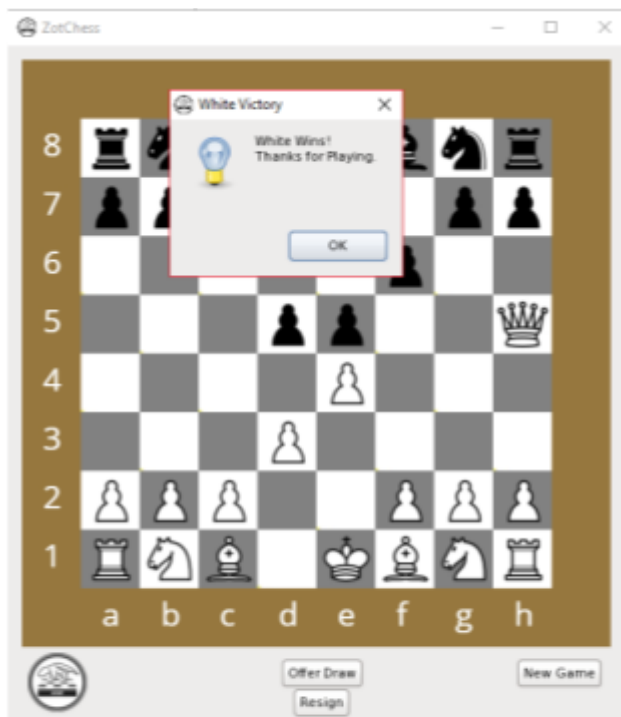 ZotChess
White Victory
White Wins!
Thanks for Playing.
OK
8
7
6
5
4
3
2
1
a b c d e f g h
Offer Draw
New Game
Resign